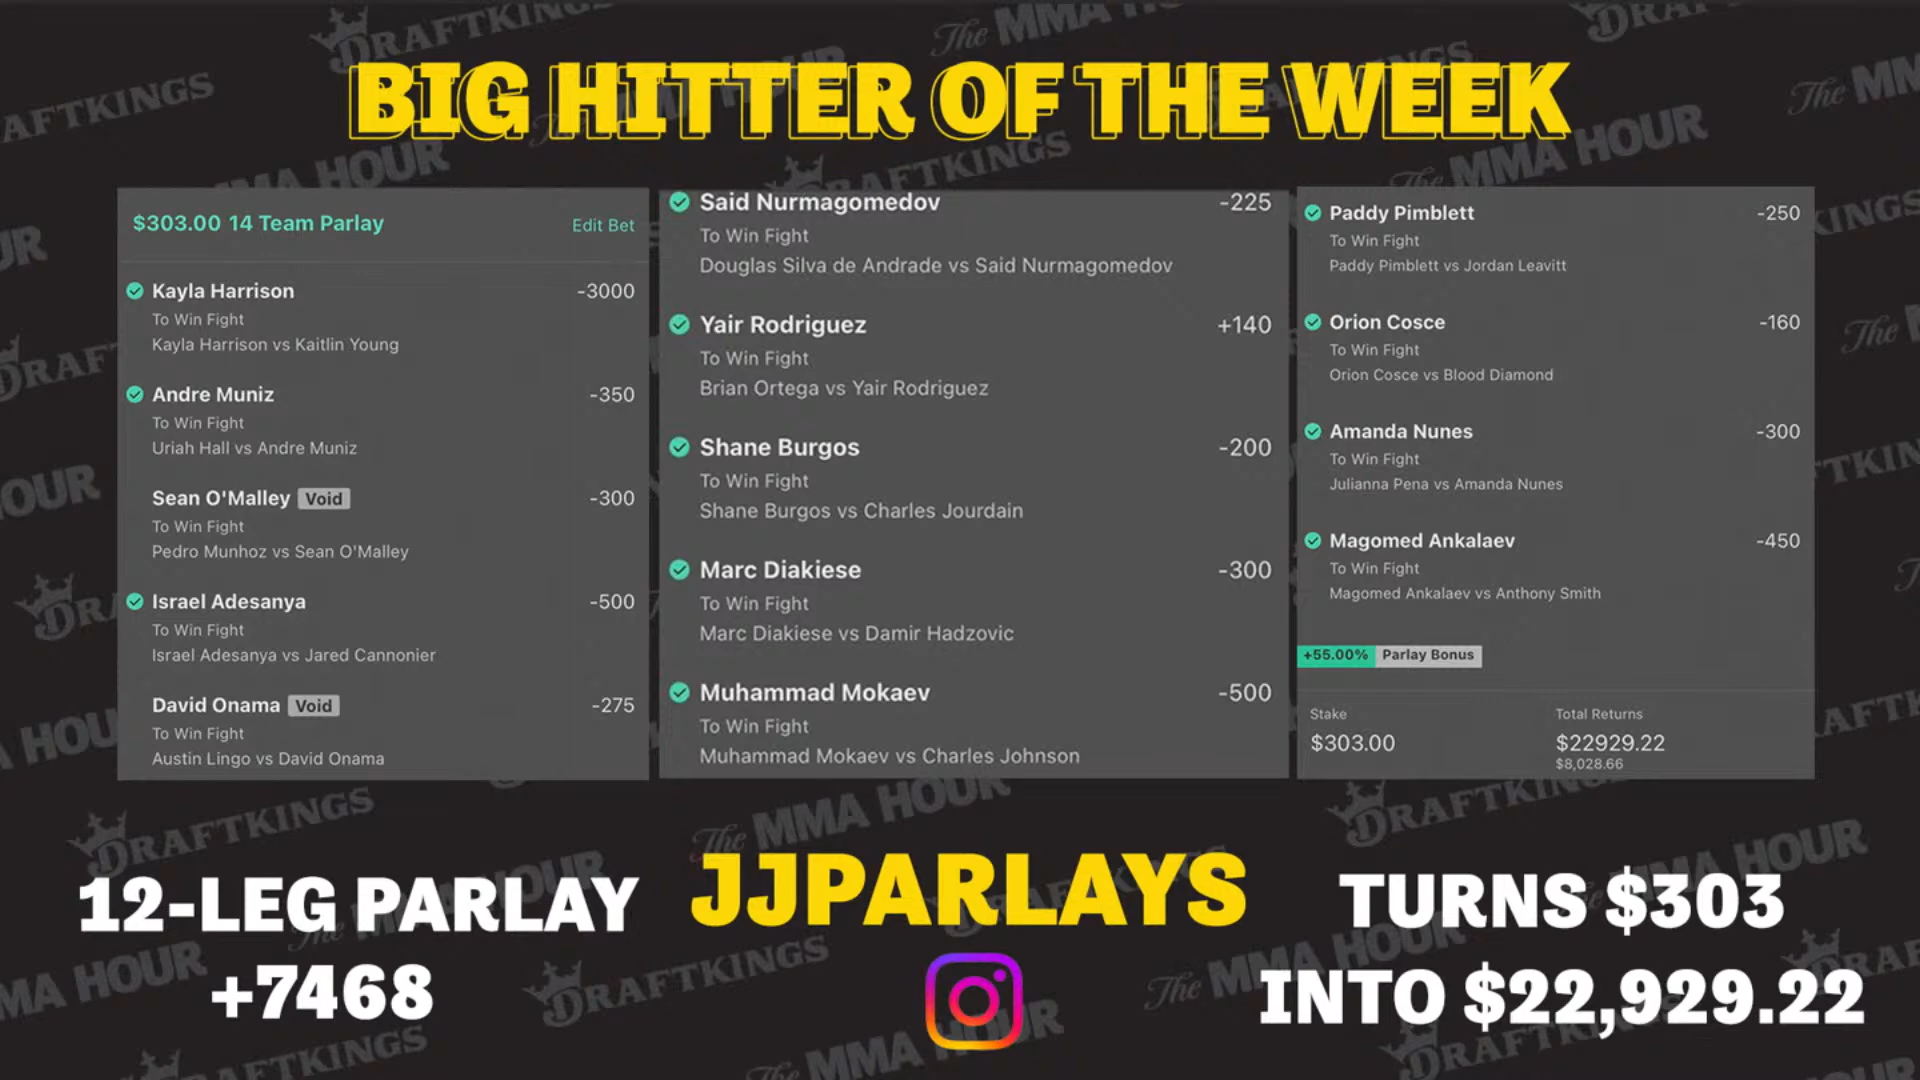 BIG HITTER OF THE WEEK
$303.00 14 Team Parlay Edit Bet
Kayla Harrison -3000
To Win Fight
Kayla Harrison vs Kaitlin Young
Andre Muniz -350
To Win Fight
Uriah Hall vs Andre Muniz
Sean O'Malley Void -300
To Win Fight
Pedro Munhoz vs Sean O'Malley
Israel Adesanya -500
To Win Fight
Israel Adesanya vs Jared Cannonier
David Onama Void -275
To Win Fight
Austin Lingo vs David Onama
Said Nurmagomedov -225
To Win Fight
Douglas Silva de Andrade vs Said Nurmagomedov
Yair Rodriguez +140
To Win Fight
Brian Ortega vs Yair Rodriguez
Shane Burgos -200
To Win Fight
Shane Burgos vs Charles Jourdain
Marc Diakiese -300
To Win Fight
Marc Diakiese vs Damir Hadzovic
Muhammad Mokaev -500
To Win Fight
Muhammad Mokaev vs Charles Johnson
Paddy Pimblett -250
To Win Fight
Paddy Pimblett vs Jordan Leavitt
Orion Cosce -160
To Win Fight
Orion Cosce vs Blood Diamond
Amanda Nunes -300
To Win Fight
Julianna Pena vs Amanda Nunes
Magomed Ankalaev -450
To Win Fight
Magomed Ankalaev vs Anthony Smith
+55.00% Parlay Bonus
Stake Total Returns
$303.00 $22929.22
$8,028.66
12-LEG PARLAY
+7468
JJPARLAYS
TURNS $303
INTO $22,929.22
DRAFTKINGS
The MMA HOUR